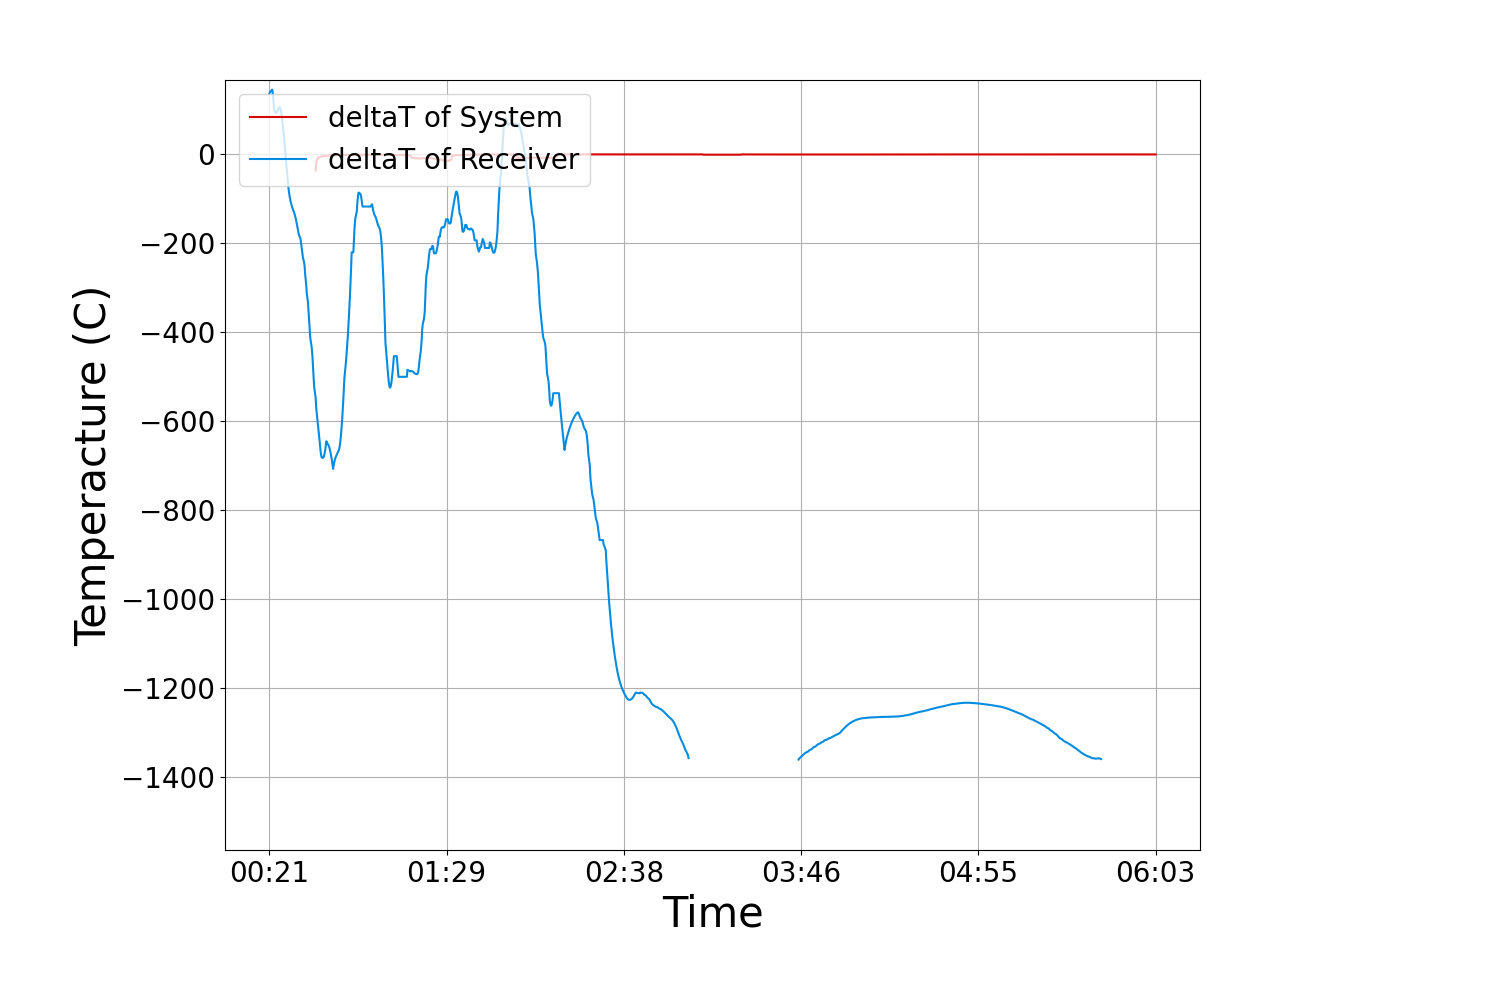 deltaT of System
deltaT of Receiver
0
−200
−400
−600
−800
−1000
−1200
−1400
Temperacture (C)
00:21 01:29 02:38 03:46 04:55 06:03
Time